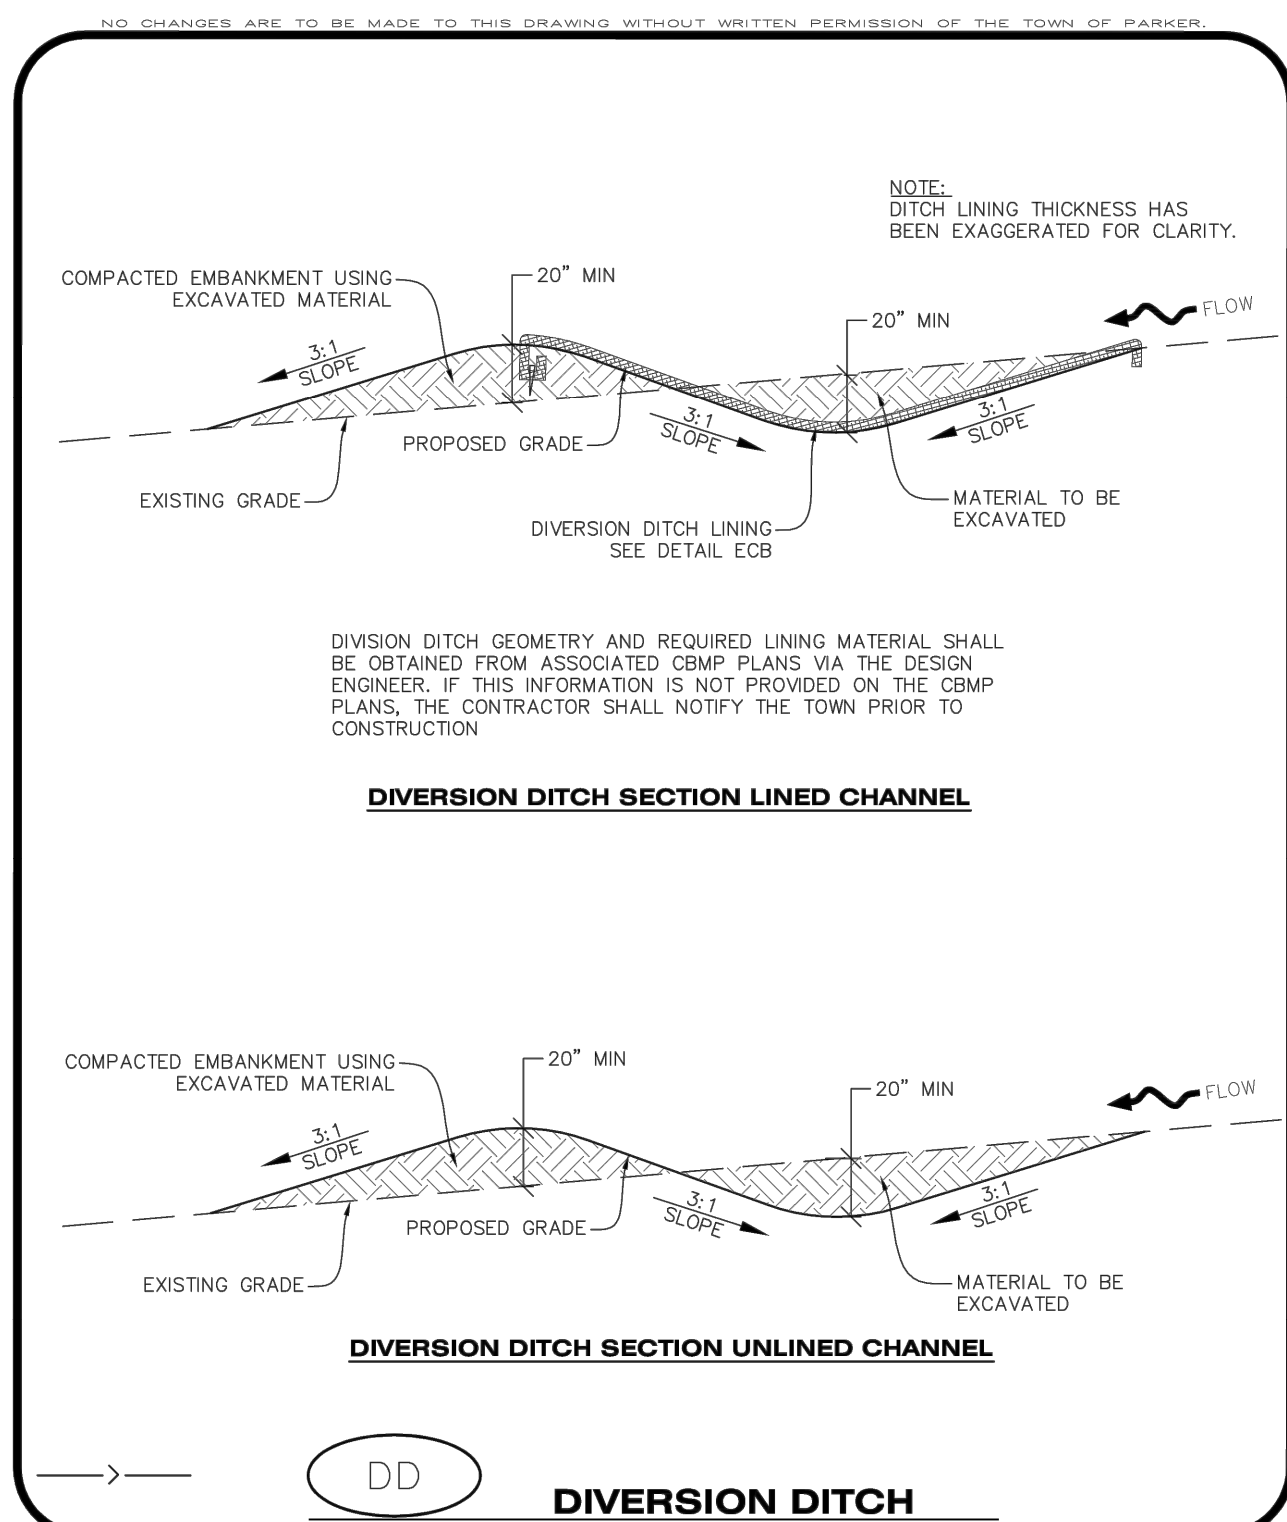 NO CHANGES ARE TO BE MADE TO THIS DRAWING WITHOUT WRITTEN PERMISSION OF THE TOWN OF PARKER.
NOTE:
DITCH LINING THICKNESS HAS
BEEN EXAGGERATED FOR CLARITY.
COMPACTED EMBANKMENT USING
EXCAVATED MATERIAL
20" MIN
20" MIN
FLOW
3:1
SLOPE
PROPOSED GRADE
3:1
SLOPE
3:1
SLOPE
EXISTING GRADE
MATERIAL TO BE
EXCAVATED
DIVERSION DITCH LINING
SEE DETAIL ECB
DIVISION DITCH GEOMETRY AND REQUIRED LINING MATERIAL SHALL
BE OBTAINED FROM ASSOCIATED CBMP PLANS VIA THE DESIGN
ENGINEER. IF THIS INFORMATION IS NOT PROVIDED ON THE CBMP
PLANS, THE CONTRACTOR SHALL NOTIFY THE TOWN PRIOR TO
CONSTRUCTION
DIVERSION DITCH SECTION LINED CHANNEL
COMPACTED EMBANKMENT USING
EXCAVATED MATERIAL
20" MIN
20" MIN
FLOW
3:1
SLOPE
PROPOSED GRADE
3:1
SLOPE
3:1
SLOPE
EXISTING GRADE
MATERIAL TO BE
EXCAVATED
DIVERSION DITCH SECTION UNLINED CHANNEL
DD
DIVERSION DITCH